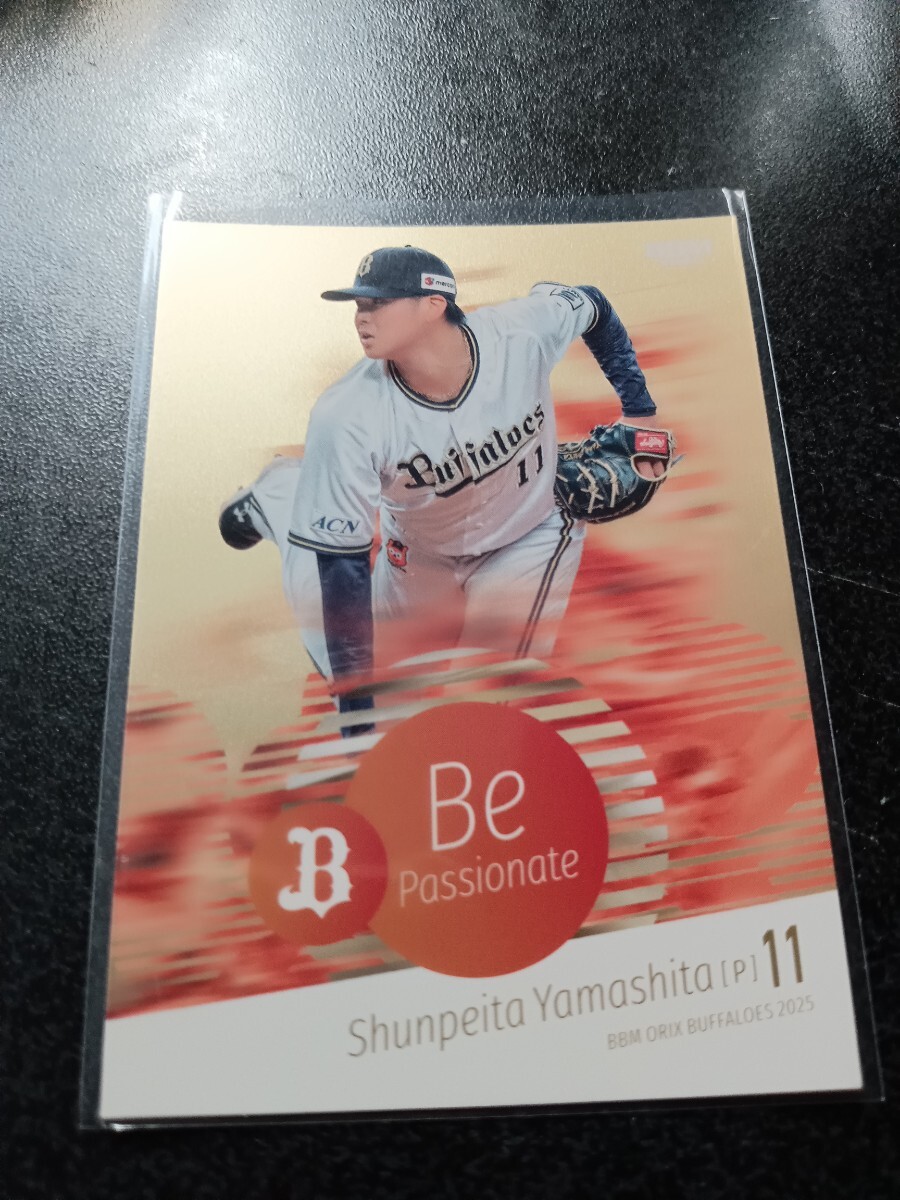 B
Buffaloes
11
ACN
B
Be
Passionate
Shunpeita Yamashita [P] 11
BBM ORIX BUFFALOES 2025